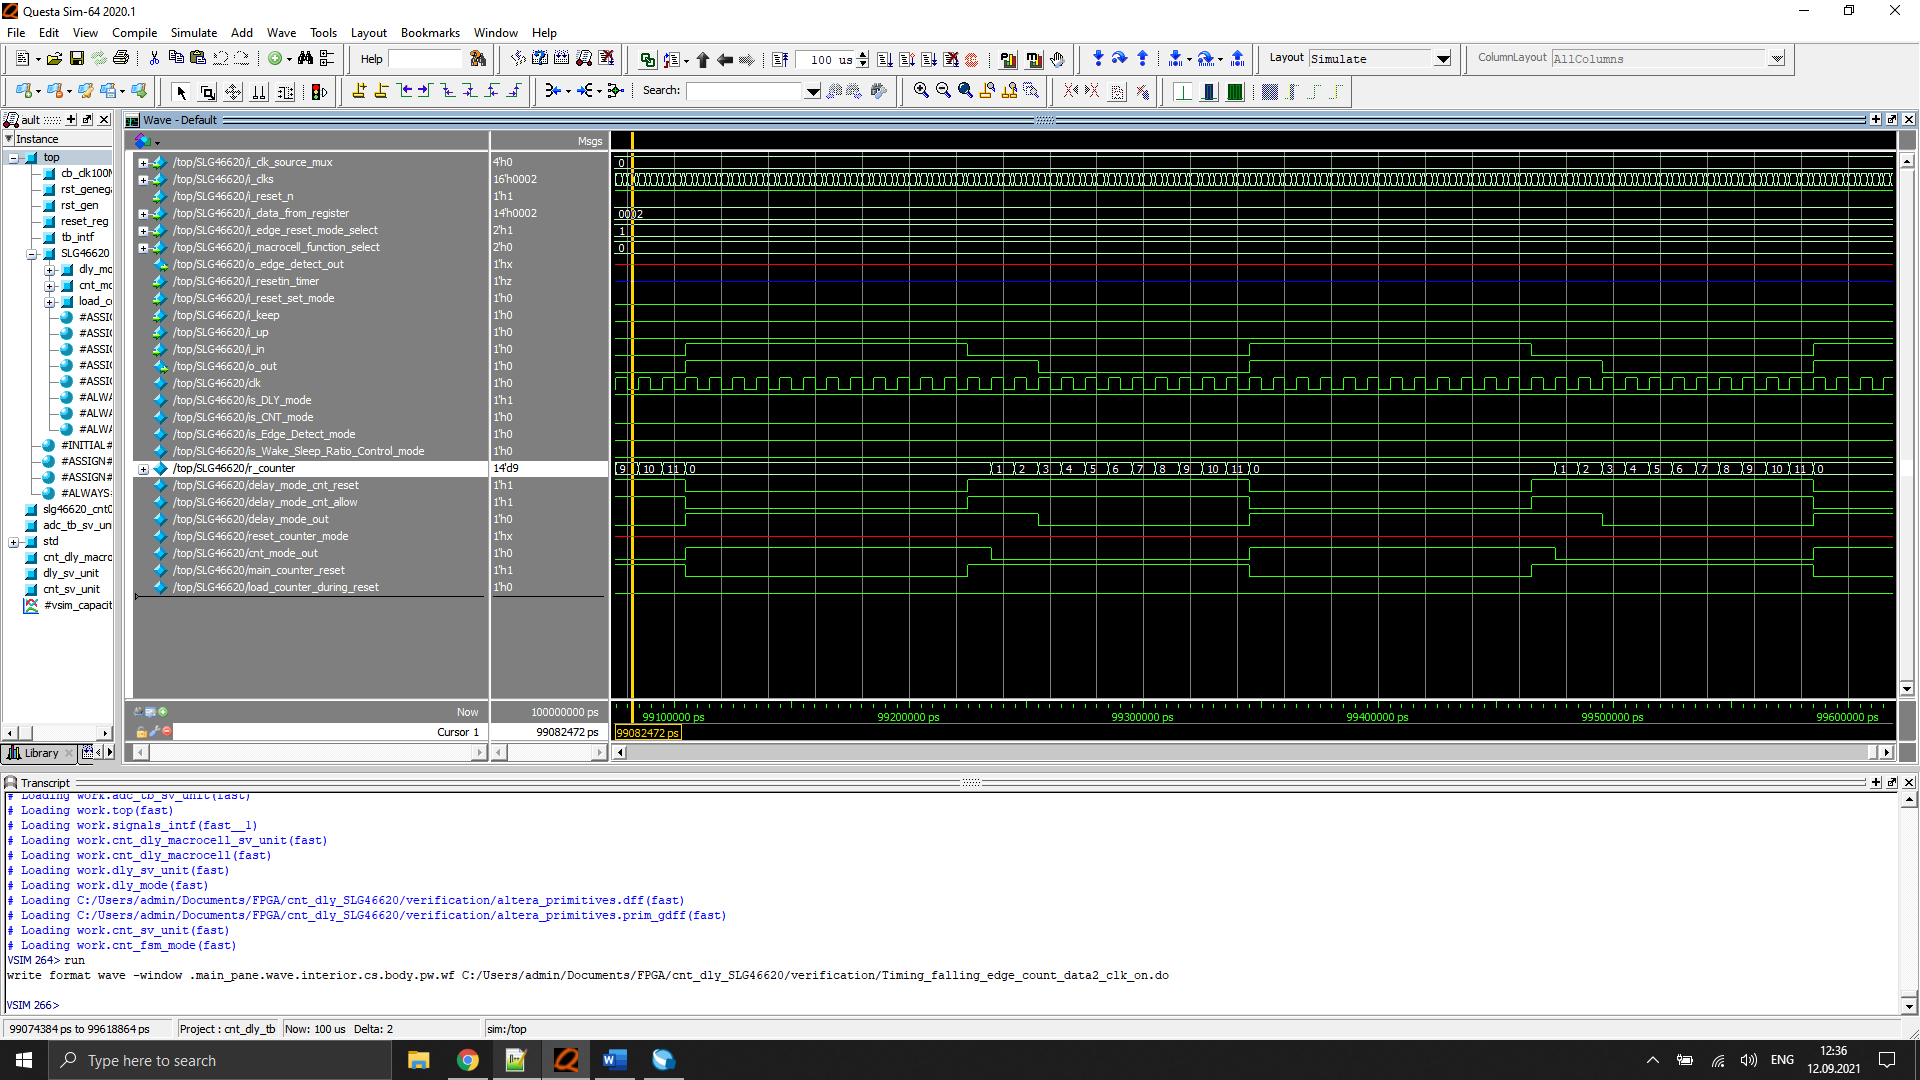 Questa Sim-64 2020.1
File Edit View Compile Simulate Add Wave Tools Layout Bookmarks Window Help
Help
100 us
Layout Simulate
ColumnLayout AllColumns
Search:
ault
Wave - Default
Instance
Msgs
top
cb_clk100M
rst_genega
rst_gen
reset_reg
tb_intf
SLG46620
dly_mo
cnt_mo
load_co
#ASSIG
#ASSIG
#ASSIG
#ASSIG
#ASSIG
#ALWA
#ALWA
#ALWA
#INITIAL#
#ASSIGN#
#ASSIGN#
#ALWAYS#
slg46620_cnt0
adc_tb_sv_un
std
cnt_dly_macro
dly_sv_unit
cnt_sv_unit
#vsim_capacit
Library
/top/SLG46620/i_clk_source_mux 4'h0 0
/top/SLG46620/i_clks 16'h0002
/top/SLG46620/i_reset_n 1'h1
/top/SLG46620/i_data_from_register 14'h0002 0002
/top/SLG46620/i_edge_reset_mode_select 2'h1 1
/top/SLG46620/i_macrocell_function_select 2'h0 0
/top/SLG46620/o_edge_detect_out 1'hx
/top/SLG46620/i_resetin_timer 1'hz
/top/SLG46620/i_reset_set_mode 1'h0
/top/SLG46620/i_keep 1'h0
/top/SLG46620/i_up 1'h0
/top/SLG46620/i_in 1'h0
/top/SLG46620/o_out 1'h0
/top/SLG46620/clk 1'h0
/top/SLG46620/is_DLY_mode 1'h1
/top/SLG46620/is_CNT_mode 1'h0
/top/SLG46620/is_Edge_Detect_mode 1'h0
/top/SLG46620/is_Wake_Sleep_Ratio_Control_mode 1'h0
/top/SLG46620/r_counter 14'd9 9 10 11 0 1 2 3 4 5 6 7 8 9 10 11 0 1 2 3 4 5 6 7 8 9 10 11 0
/top/SLG46620/delay_mode_cnt_reset 1'h1
/top/SLG46620/delay_mode_cnt_allow 1'h1
/top/SLG46620/delay_mode_out 1'h0
/top/SLG46620/reset_counter_mode 1'hx
/top/SLG46620/cnt_mode_out 1'h0
/top/SLG46620/main_counter_reset 1'h1
/top/SLG46620/load_counter_during_reset 1'h0
Now 100000000 ps 99100000 ps 99200000 ps 99300000 ps 99400000 ps 99500000 ps 99600000 ps
Cursor 1 99082472 ps 99082472 ps
Transcript
# Loading work.adc_tb_sv_unit(fast)
# Loading work.top(fast)
# Loading work.signals_intf(fast__1)
# Loading work.cnt_dly_macrocell_sv_unit(fast)
# Loading work.cnt_dly_macrocell(fast)
# Loading work.dly_sv_unit(fast)
# Loading work.dly_mode(fast)
# Loading C:/Users/admin/Documents/FPGA/cnt_dly_SLG46620/verification/altera_primitives.dff(fast)
# Loading C:/Users/admin/Documents/FPGA/cnt_dly_SLG46620/verification/altera_primitives.prim_gdff(fast)
# Loading work.cnt_sv_unit(fast)
# Loading work.cnt_fsm_mode(fast)
VSIM 264> run
write format wave -window .main_pane.wave.interior.cs.body.pw.wf C:/Users/admin/Documents/FPGA/cnt_dly_SLG46620/verification/Timing_falling_edge_count_data2_clk_on.do
VSIM 266>
99074384 ps to 99618864 ps Project : cnt_dly_tb Now: 100 us Delta: 2 sim:/top
Type here to search
ENG
12:36
12.09.2021